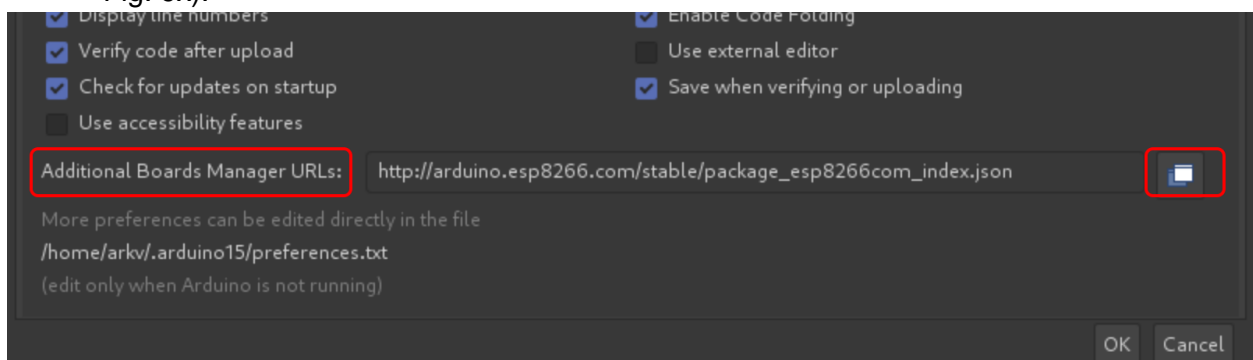 Display line numbers
Enable Code Folding
Verify code after upload
Use external editor
Check for updates on startup
Save when verifying or uploading
Use accessibility features
Additional Boards Manager URLs: http://arduino.esp8266.com/stable/package_esp8266com_index.json
More preferences can be edited directly in the file
/home/arkv/.arduino15/preferences.txt
(edit only when Arduino is not running)
OK Cancel